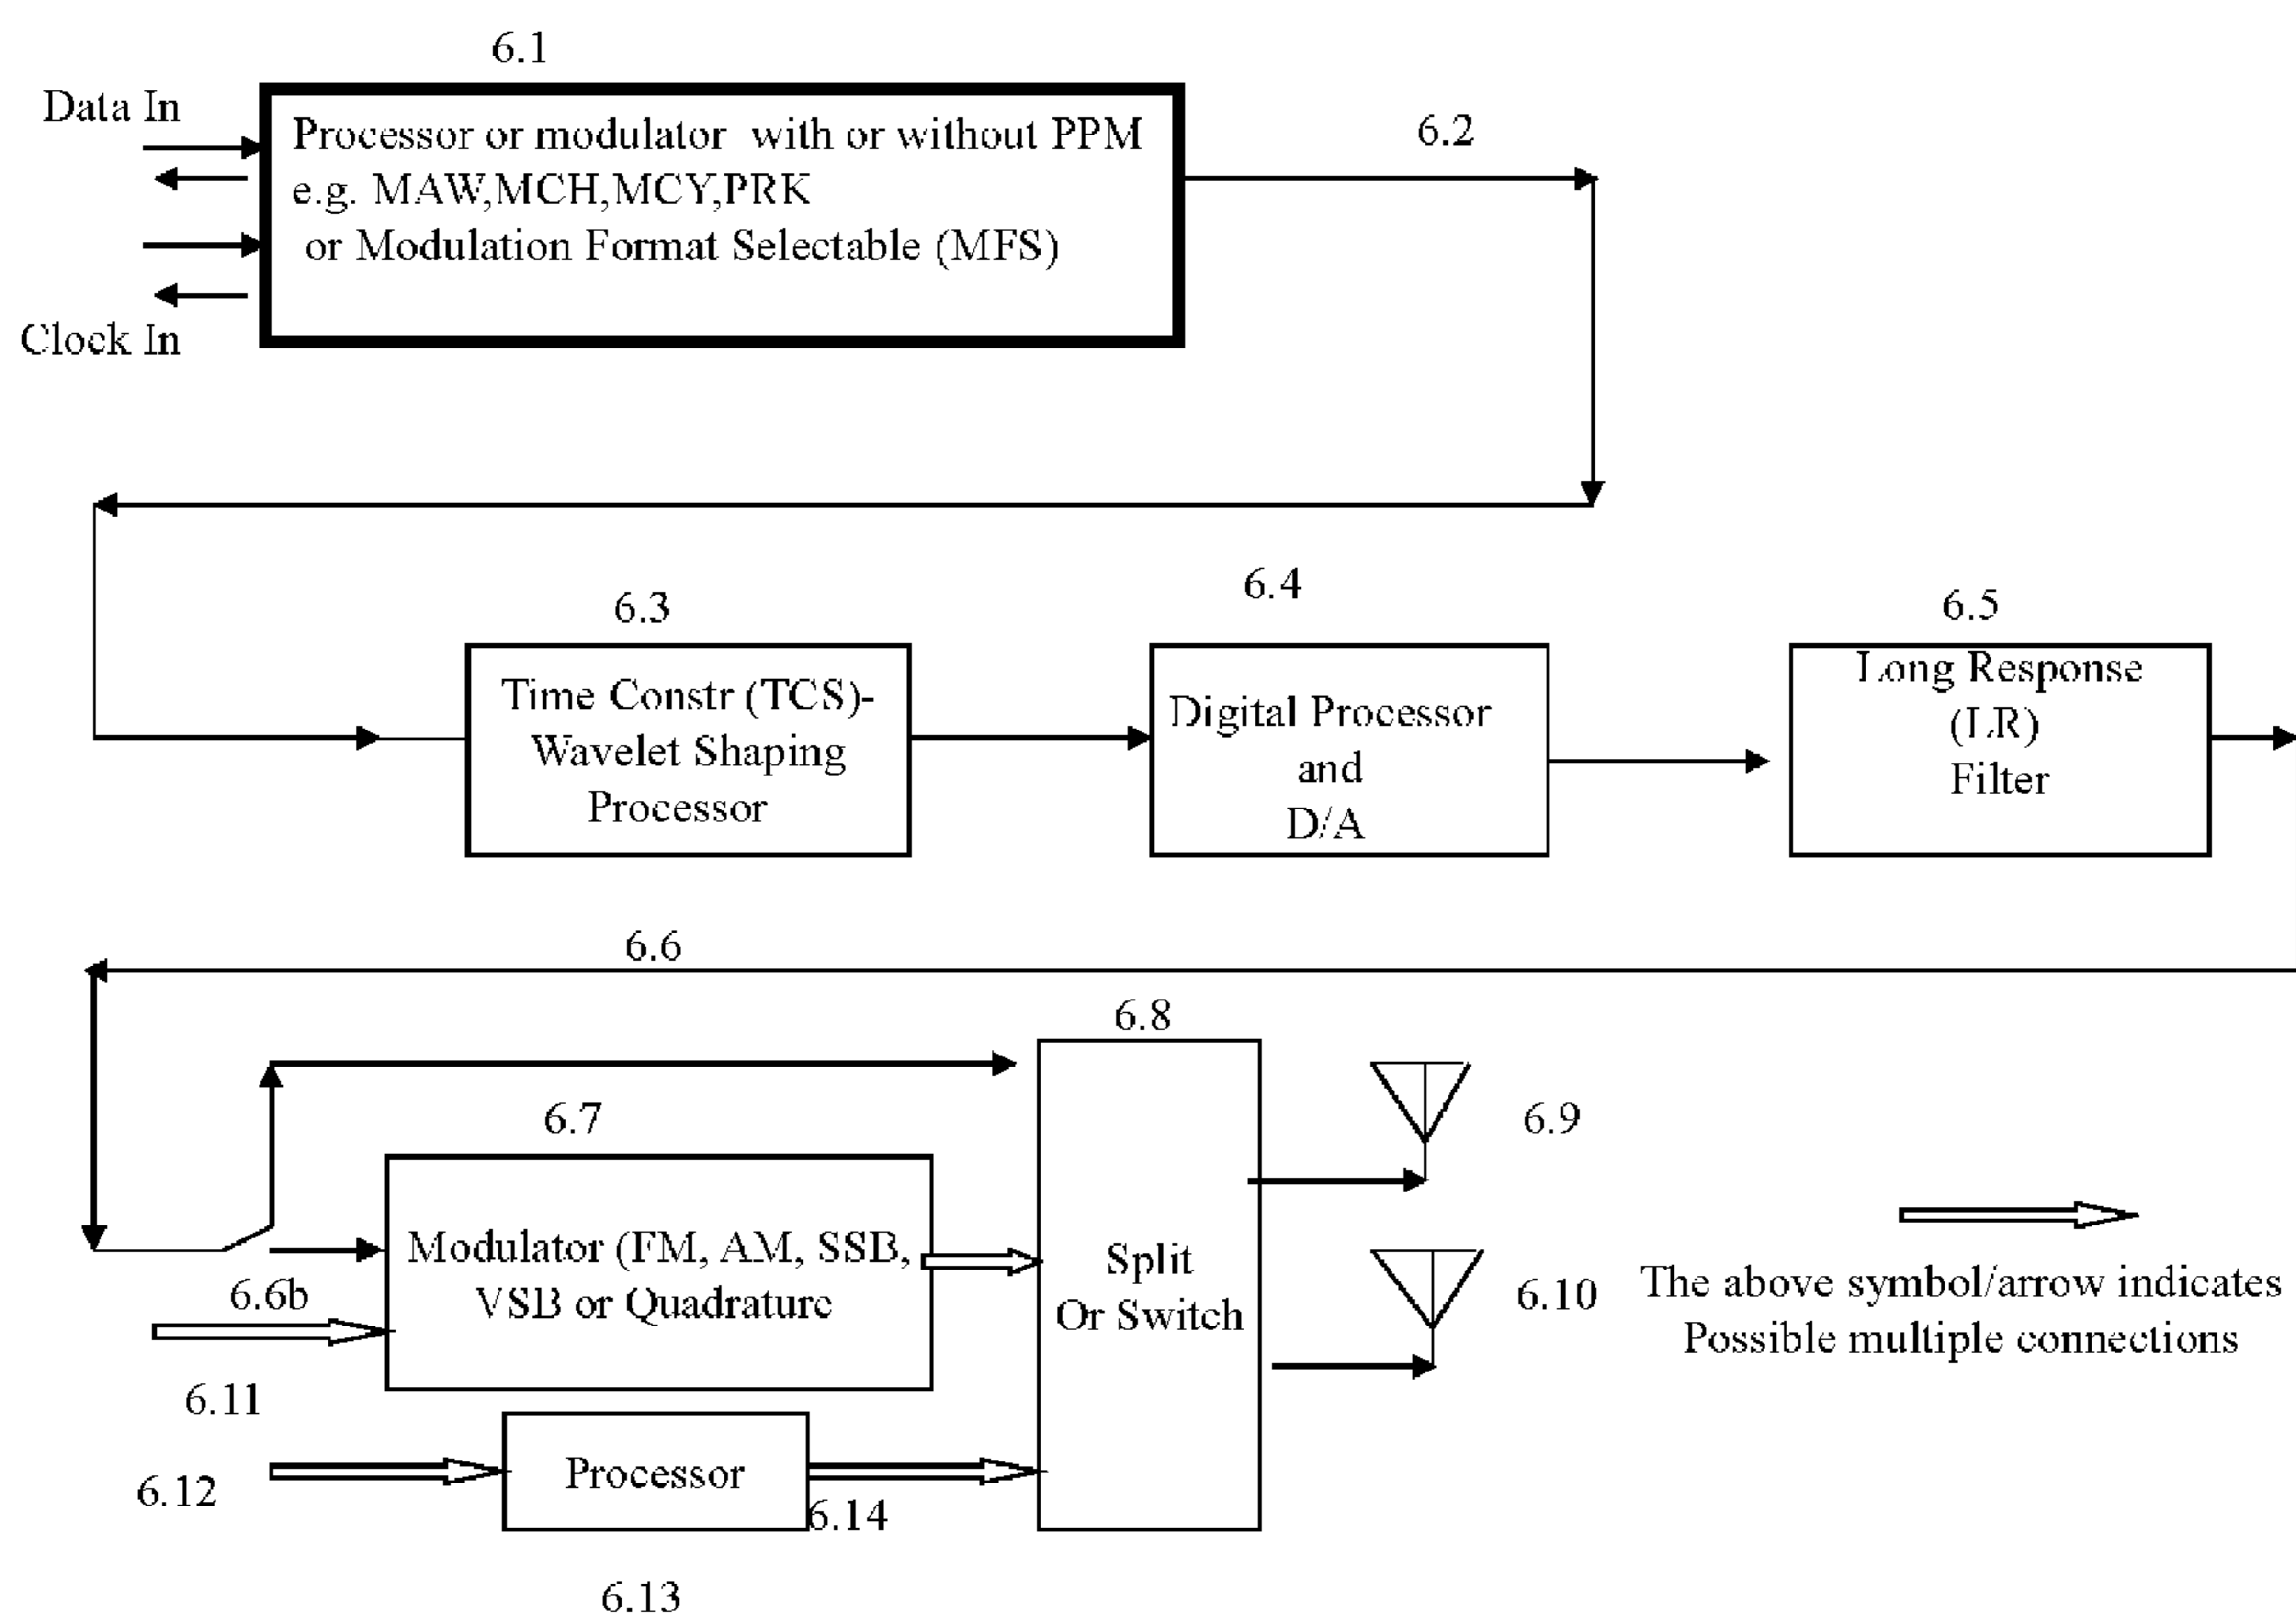 6.1
Data In
Processor or modulator with or without PPM
e.g. MAW,MCH,MCY,PRK
or Modulation Format Selectable (MFS)
Clock In
6.2
6.3
6.4
6.5
Time Constr (TCS)-
Wavelet Shaping
Processor
Digital Processor
and
D/A
Long Response
(LR)
Filter
6.6
6.8
6.7
6.9
Modulator (FM, AM, SSB,
VSB or Quadrature
Split
Or Switch
6.6b
6.10
The above symbol/arrow indicates
Possible multiple connections
6.11
6.12
Processor
6.14
6.13